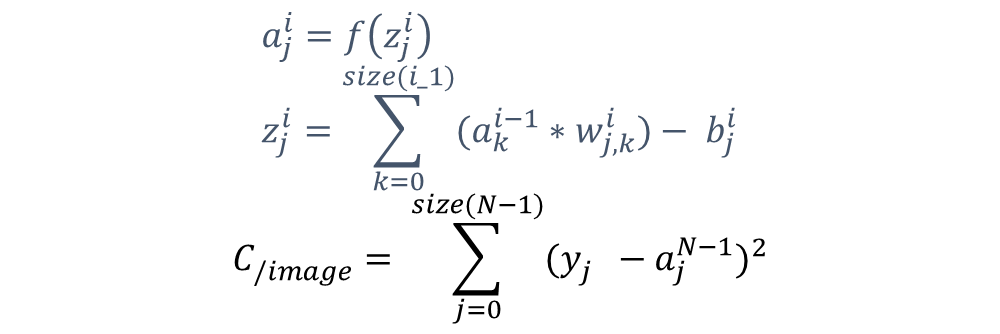 a_j^i = f(z_j^i)
z_j^i = ∑_{k=0}^{size(i_1)} (a_k^{i−1} * w_{j,k}^i) − b_j^i
C_{/image} = ∑_{j=0}^{size(N−1)} (y_j − a_j^{N−1})^2